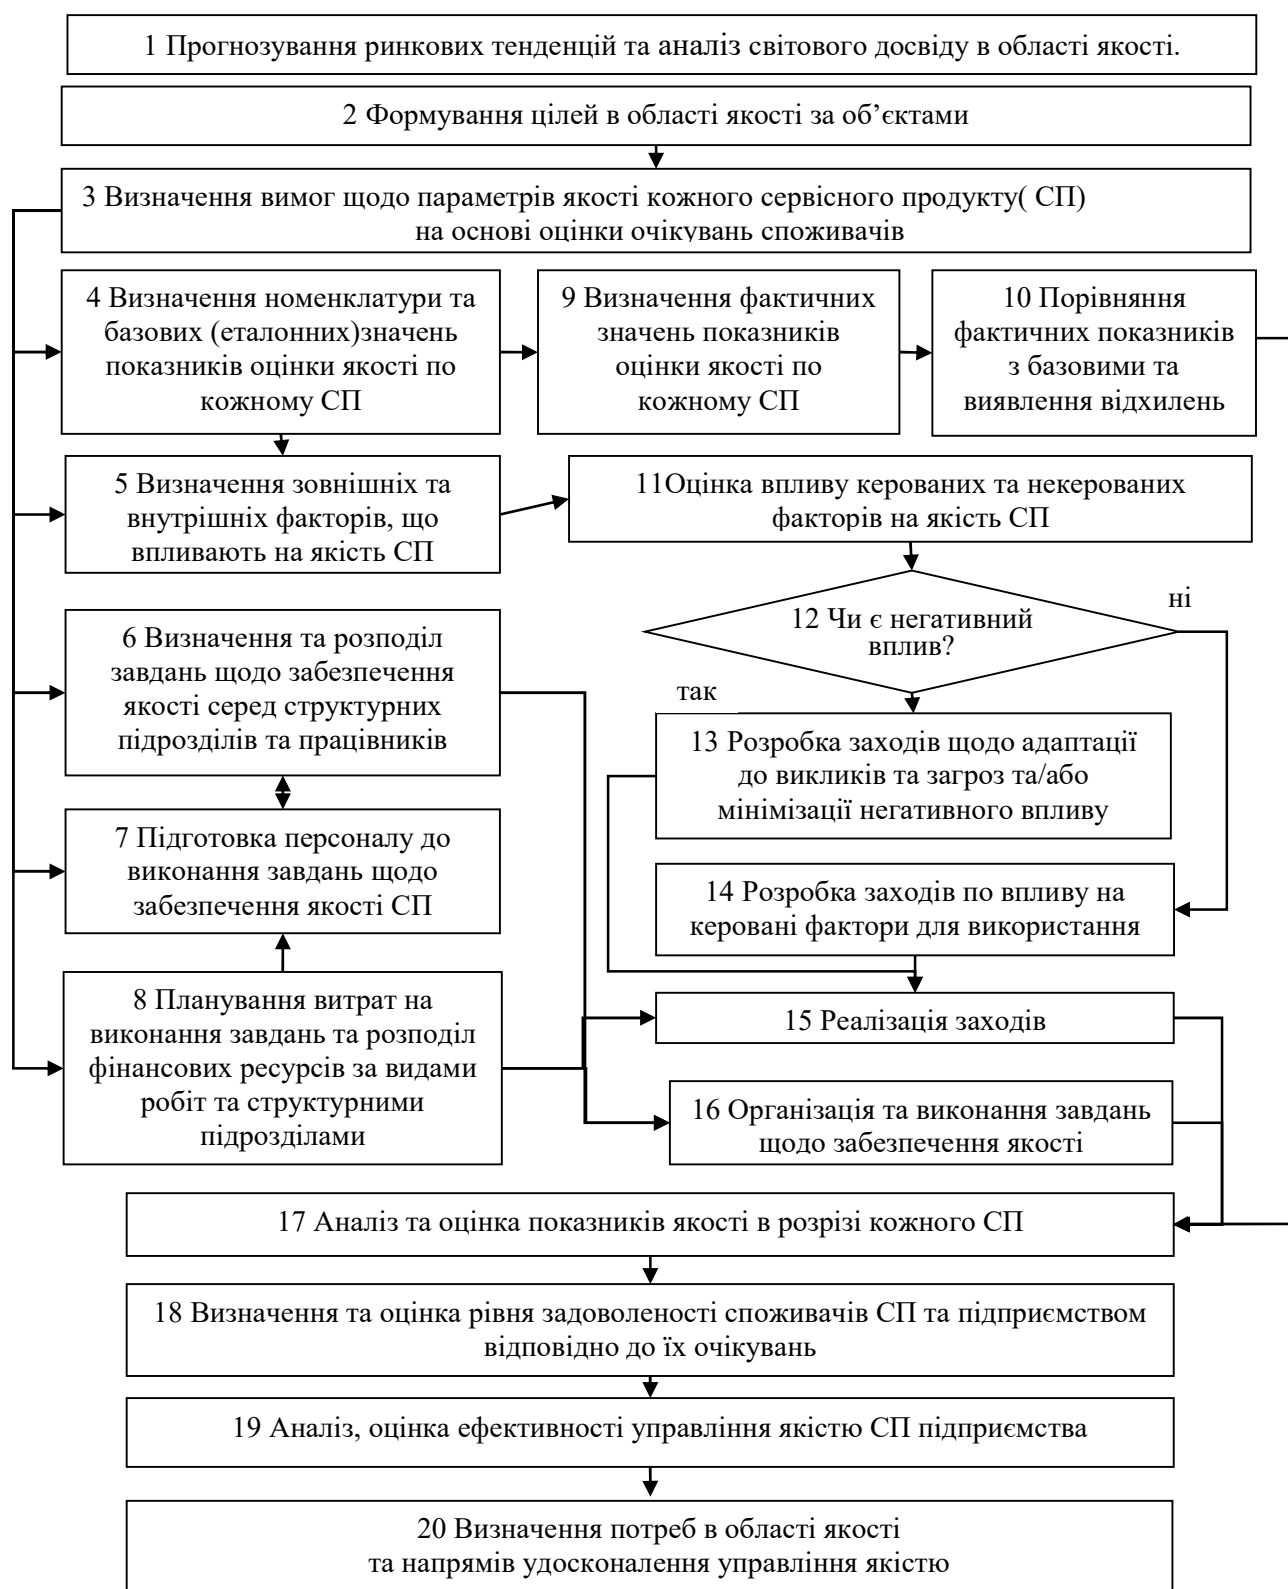 1 Прогнозування ринкових тенденцій та аналіз світового досвіду в області якості.
2 Формування цілей в області якості за об’єктами
3 Визначення вимог щодо параметрів якості кожного сервісного продукту( СП)
на основі оцінки очікувань споживачів
4 Визначення номенклатури та
базових (еталонних)значень
показників оцінки якості по
кожному СП
9 Визначення фактичних
значень показників
оцінки якості по
кожному СП
10 Порівняння
фактичних показників
з базовими та
виявлення відхилень
5 Визначення зовнішніх та
внутрішніх факторів, що
впливають на якість СП
11Оцінка впливу керованих та некерованих
факторів на якість СП
12 Чи є негативний
вплив?
ні
так
6 Визначення та розподіл
завдань щодо забезпечення
якості серед структурних
підрозділів та працівників
13 Розробка заходів щодо адаптації
до викликів та загроз та/або
мінімізації негативного впливу
7 Підготовка персоналу до
виконання завдань щодо
забезпечення якості СП
14 Розробка заходів по впливу на
керовані фактори для використання
8 Планування витрат на
виконання завдань та розподіл
фінансових ресурсів за видами
робіт та структурними
підрозділами
15 Реалізація заходів
16 Організація та виконання завдань
щодо забезпечення якості
17 Аналіз та оцінка показників якості в розрізі кожного СП
18 Визначення та оцінка рівня задоволеності споживачів СП та підприємством
відповідно до їх очікувань
19 Аналіз, оцінка ефективності управління якістю СП підприємства
20 Визначення потреб в області якості
та напрямів удосконалення управління якістю